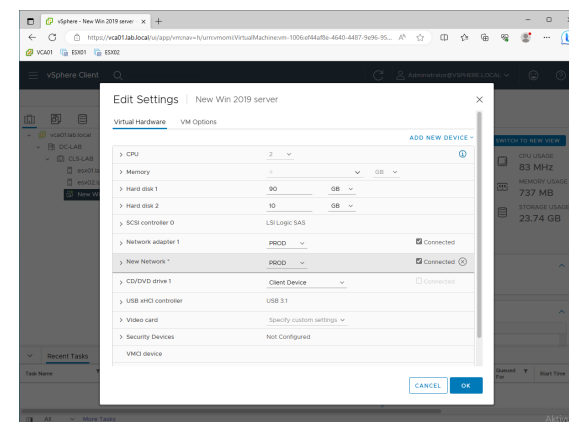 vSphere - New Win 2019 server
https://vca01.lab.local/ui/app/vm;nav=h/urn:vmomi:VirtualMachine:vm-1006:ef44af8e-4640-4487-9e96-95...
VCA01 ESX01 ESX02
vSphere Client
Administrator@VSPHERE.LOCAL
Edit Settings New Win 2019 server
Virtual Hardware VM Options
ADD NEW DEVICE
vca01.lab.local
DC-LAB
CLS-LAB
esx01.la
esx02.l
New W
SWITCH TO NEW VIEW
CPU USAGE
83 MHz
MEMORY USAGE
737 MB
STORAGE USAGE
23.74 GB
CPU 2
Memory GB
Hard disk 1 90 GB
Hard disk 2 10 GB
SCSI controller 0 LSI Logic SAS
Network adapter 1 PROD Connected
New Network * PROD Connected
CD/DVD drive 1 Client Device Connected
USB xHCI controller USB 3.1
Video card Specify custom settings
Security Devices Not Configured
VMCI device
Recent Tasks
Task Name
Queued For Start Time
CANCEL OK
All More Tasks
Aktiv